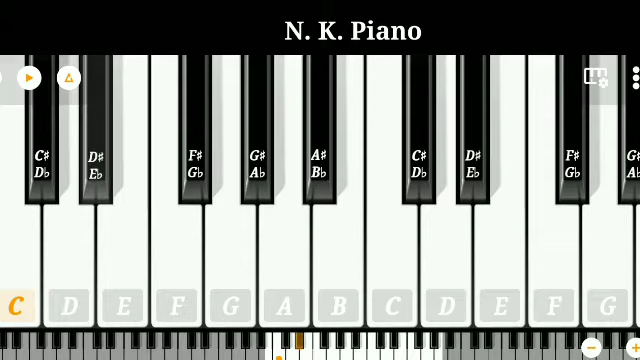 N. K. Piano
C♯ D♯ F♯ G♯ A♯ C♯ D♯ F♯ G♯
D♭ E♭ G♭ A♭ B♭ D♭ E♭ G♭ A♭
C D E F G A B C D E F G